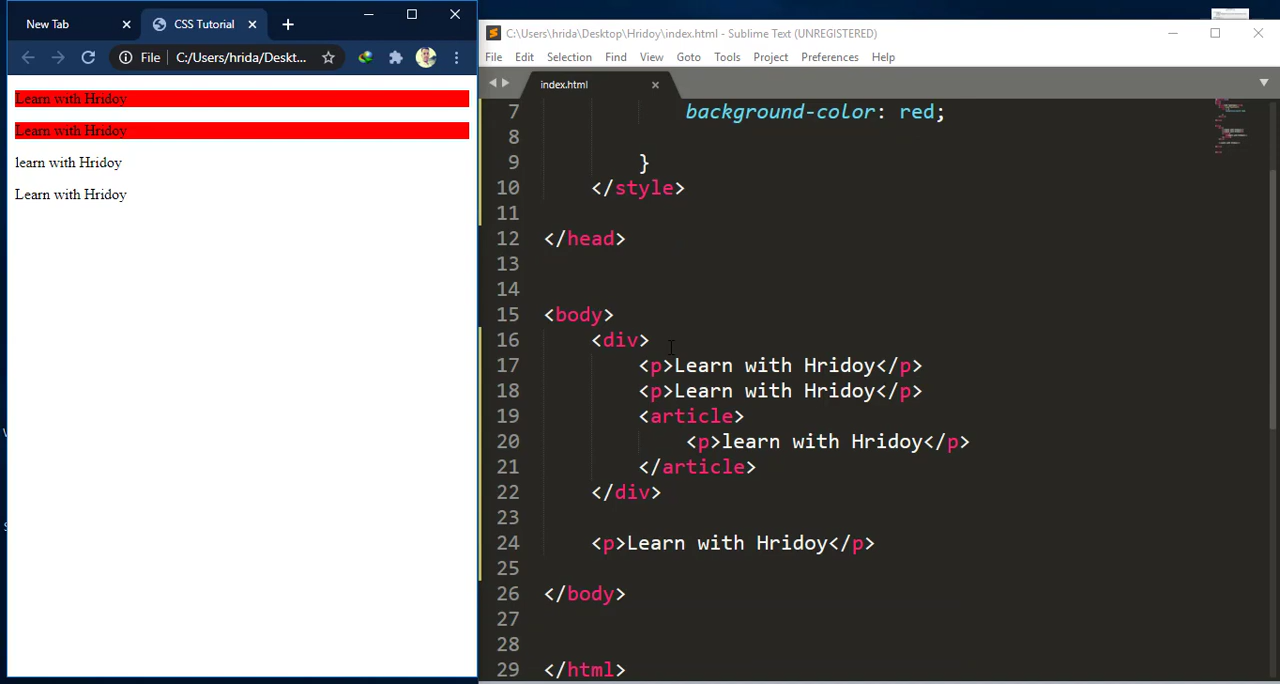 New Tab
CSS Tutorial
File
C:/Users/hrida/Deskt...
Learn with Hridoy
Learn with Hridoy
learn with Hridoy
Learn with Hridoy
C:\Users\hrida\Desktop\Hridoy\index.html - Sublime Text (UNREGISTERED)
File Edit Selection Find View Goto Tools Project Preferences Help
index.html
7 background-color: red;
8
9 }
10 </style>
11
12 </head>
13
14
15 <body>
16 <div>
17 <p>Learn with Hridoy</p>
18 <p>Learn with Hridoy</p>
19 <article>
20 <p>learn with Hridoy</p>
21 </article>
22 </div>
23
24 <p>Learn with Hridoy</p>
25
26 </body>
27
28
29 </html>